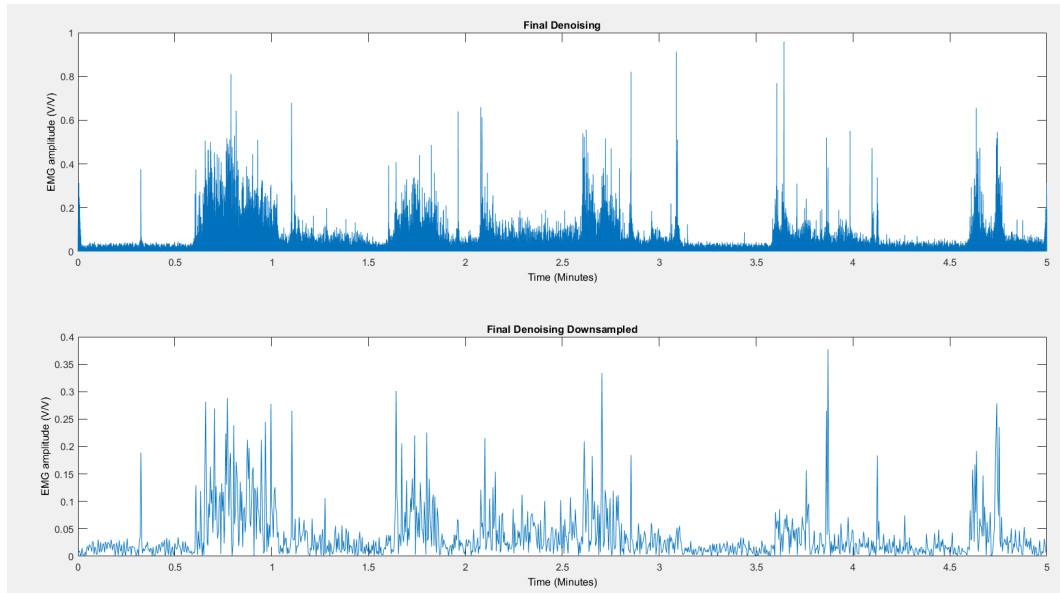 Final Denoising
1
0.8
0.6
0.4
0.2
0
EMG amplitude (V/V)
0 0.5 1 1.5 2 2.5 3 3.5 4 4.5 5
Time (Minutes)
Final Denoising Downsampled
0.4
0.35
0.3
0.25
0.2
0.15
0.1
0.05
0
EMG amplitude (V/V)
0 0.5 1 1.5 2 2.5 3 3.5 4 4.5 5
Time (Minutes)